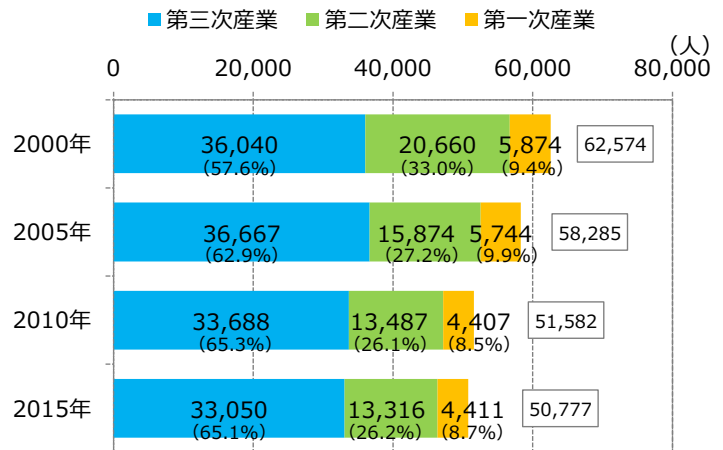 第三次産業 第二次産業 第一次産業
(人)
0 20,000 40,000 60,000 80,000
2000年 36,040 20,660 5,874 62,574
(57.6%) (33.0%) (9.4%)
2005年 36,667 15,874 5,744 58,285
(62.9%) (27.2%) (9.9%)
2010年 33,688 13,487 4,407 51,582
(65.3%) (26.1%) (8.5%)
2015年 33,050 13,316 4,411 50,777
(65.1%) (26.2%) (8.7%)